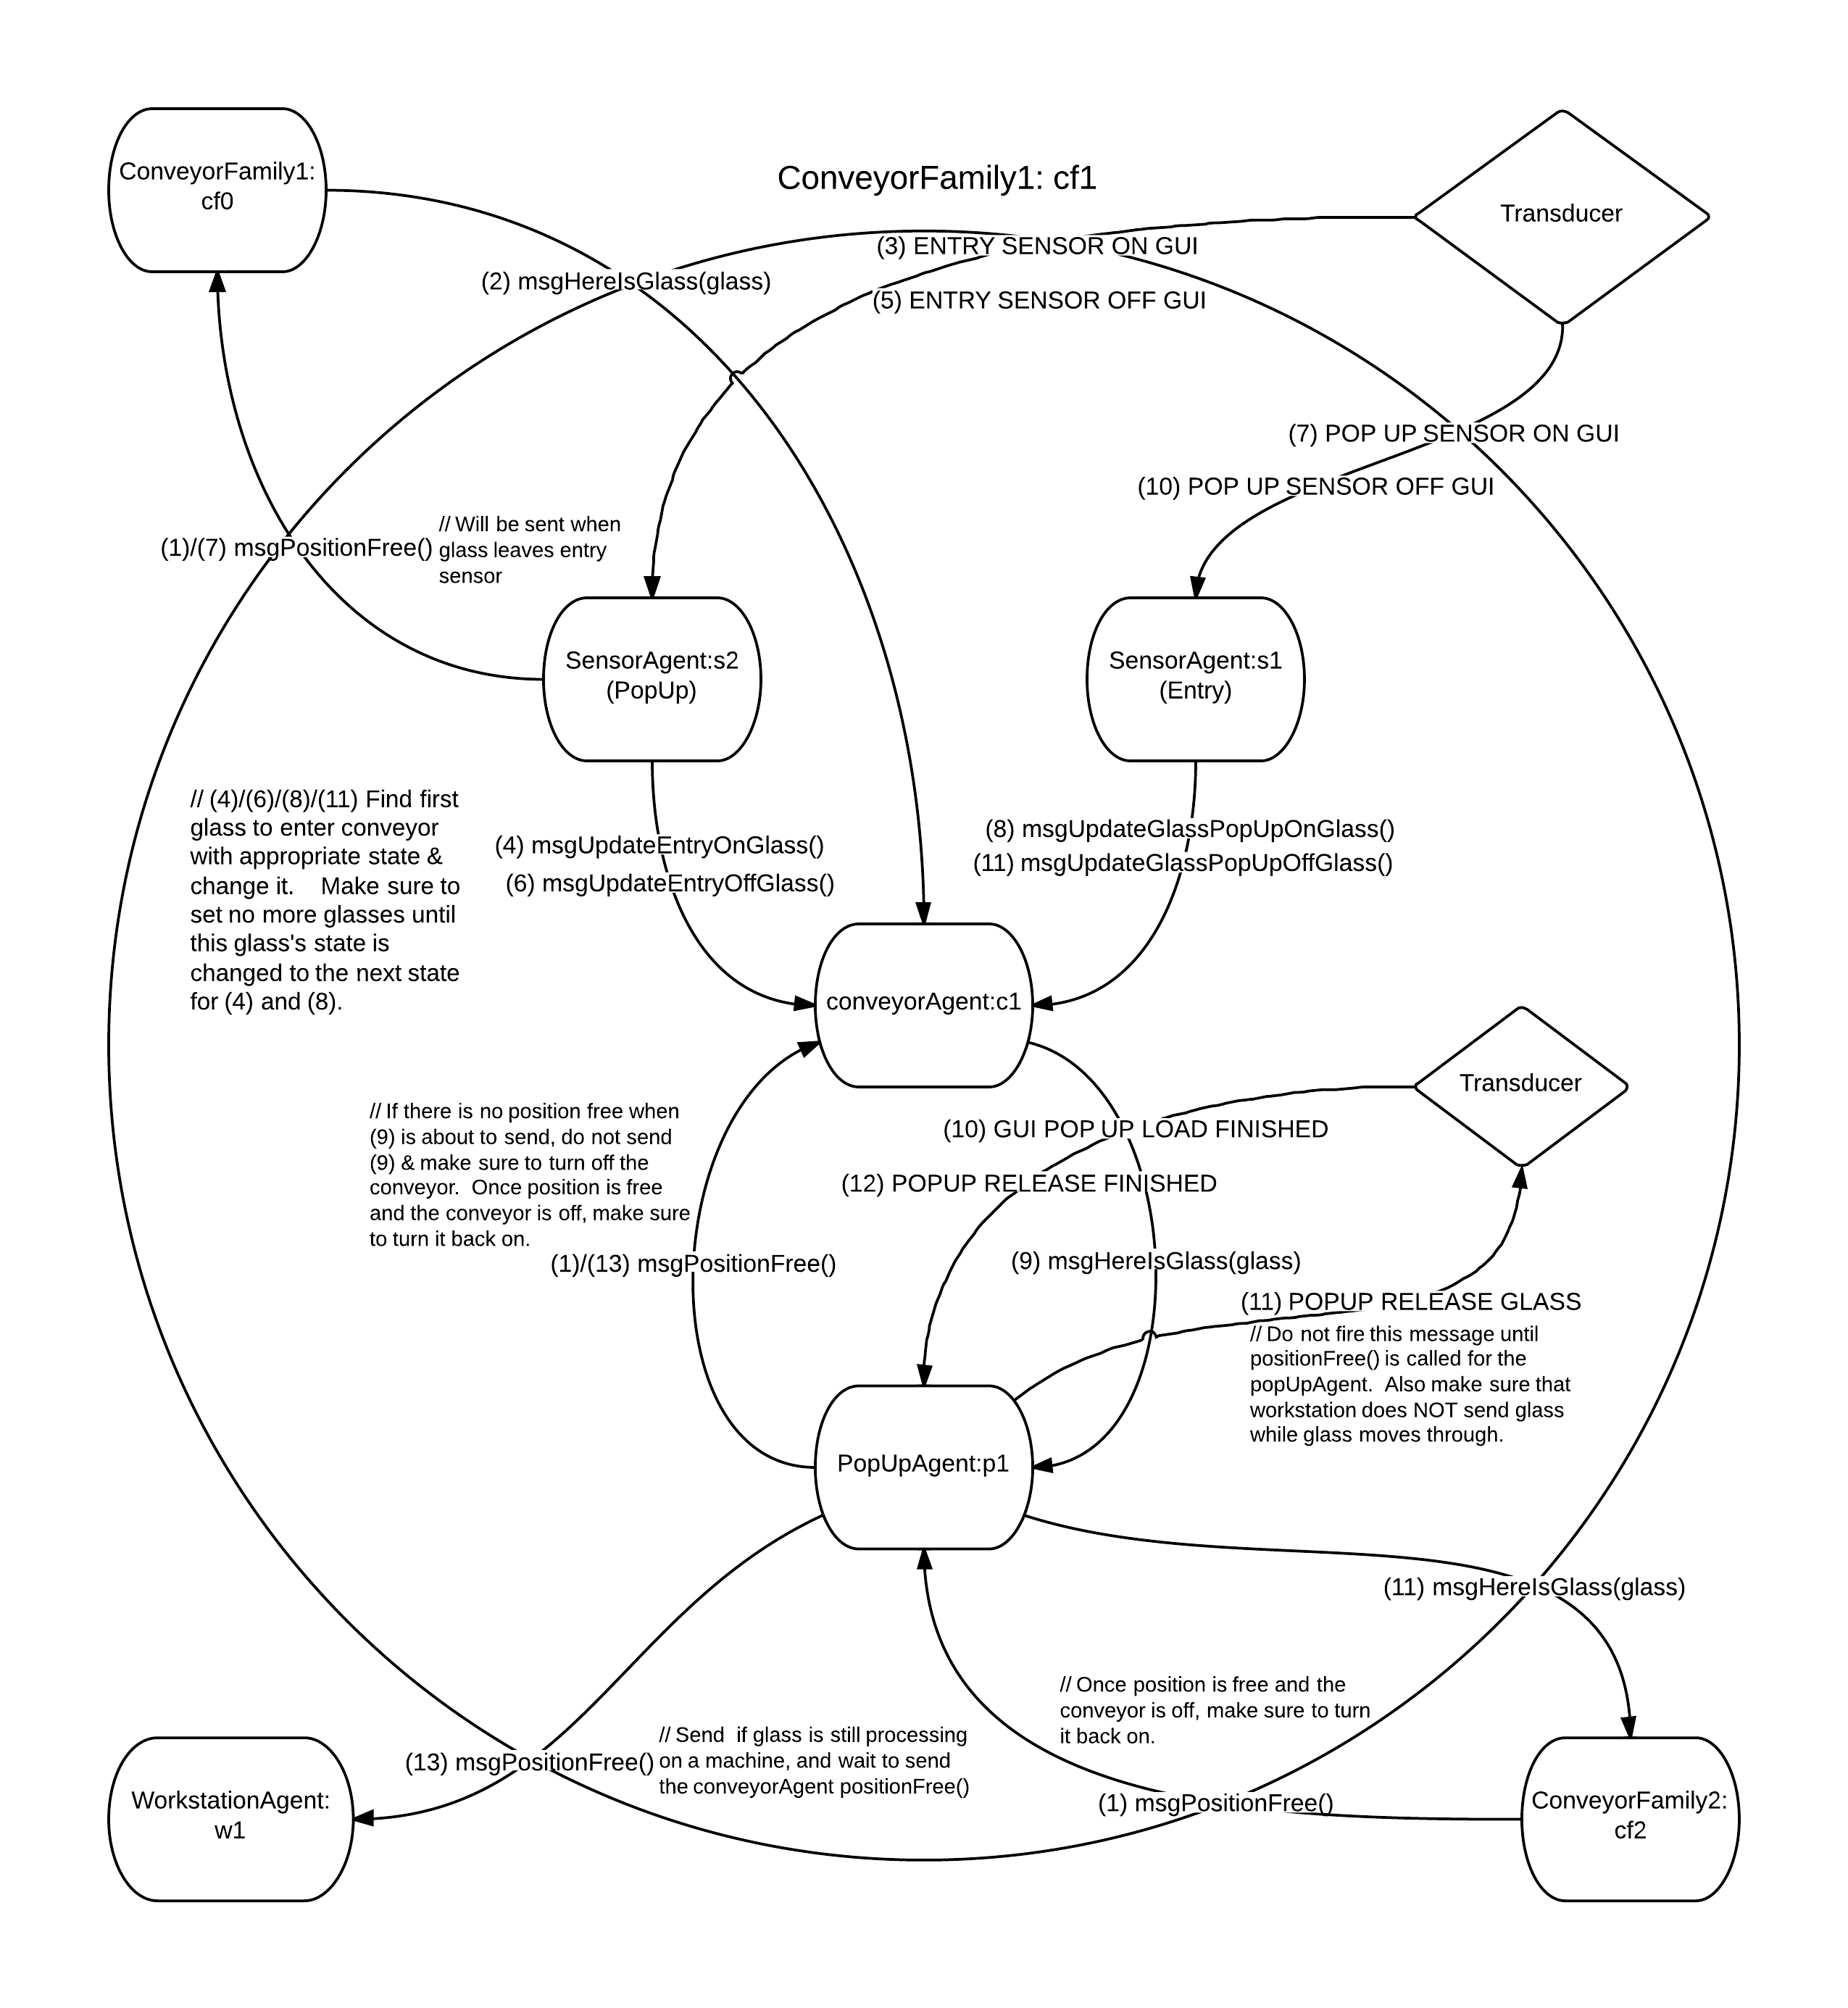 ConveyorFamily1:
cf0
ConveyorFamily1: cf1
Transducer
(3) ENTRY SENSOR ON GUI
(2) msgHereIsGlass(glass)
(5) ENTRY SENSOR OFF GUI
(7) POP UP SENSOR ON GUI
(10) POP UP SENSOR OFF GUI
(1)/(7) msgPositionFree()
// Will be sent when
glass leaves entry
sensor
SensorAgent:s2
(PopUp)
SensorAgent:s1
(Entry)
// (4)/(6)/(8)/(11) Find first
glass to enter conveyor
with appropriate state &
change it.    Make sure to
set no more glasses until
this glass's state is
changed to the next state
for (4) and (8).
(4) msgUpdateEntryOnGlass()
(6) msgUpdateEntryOffGlass()
(8) msgUpdateGlassPopUpOnGlass()
(11) msgUpdateGlassPopUpOffGlass()
conveyorAgent:c1
Transducer
// If there is no position free when
(9) is about to send, do not send
(9) & make sure to turn off the
conveyor.  Once position is free
and the conveyor is off, make sure
to turn it back on.
(10) GUI POP UP LOAD FINISHED
(12) POPUP RELEASE FINISHED
(1)/(13) msgPositionFree()
(9) msgHereIsGlass(glass)
(11) POPUP RELEASE GLASS
// Do not fire this message until
positionFree() is called for the
popUpAgent.  Also make sure that
workstation does NOT send glass
while glass moves through.
PopUpAgent:p1
(11) msgHereIsGlass(glass)
// Once position is free and the
conveyor is off, make sure to turn
it back on.
// Send  if glass is still processing
on a machine, and wait to send
the conveyorAgent positionFree()
(13) msgPositionFree()
(1) msgPositionFree()
WorkstationAgent:
w1
ConveyorFamily2:
cf2